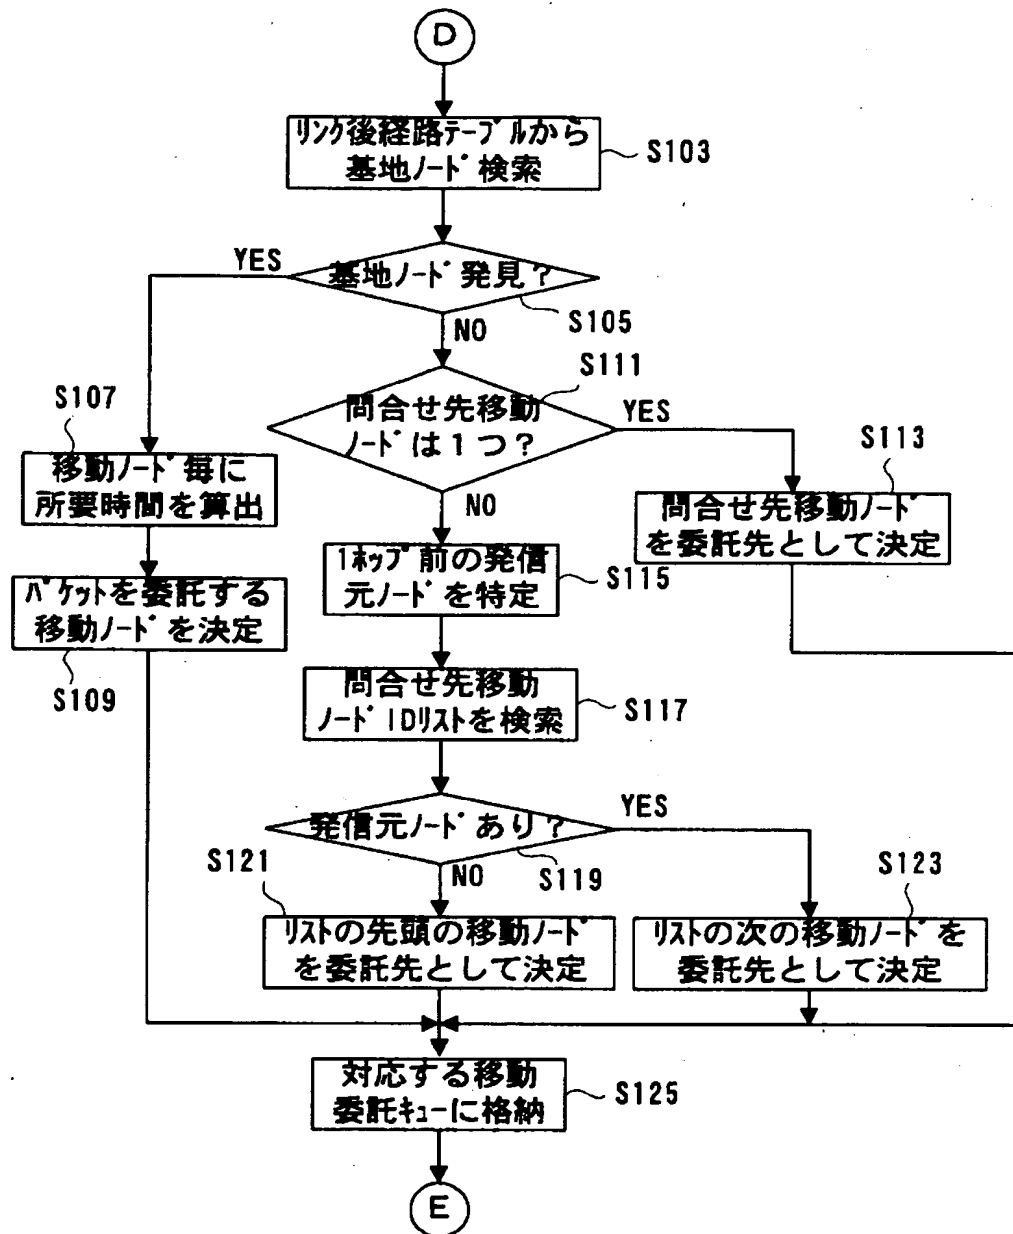 D
リンク後経路テーブルから
基地ノード検索
S103
YES
基地ノード発見?
S105
NO
S111
S107
問合せ先移動
ノードは1つ?
YES
S113
移動ノード毎に
所要時間を算出
問合せ先移動ノード
を委託先として決定
NO
1ホップ前の発信
元ノードを特定
S115
パケットを委託する
移動ノードを決定
S109
問合せ先移動
ノードIDリストを検索
S117
YES
発信元ノードあり?
S121
NO
S119
S123
リストの先頭の移動ノード
を委託先として決定
リストの次の移動ノードを
委託先として決定
対応する移動
委託キューに格納
S125
E